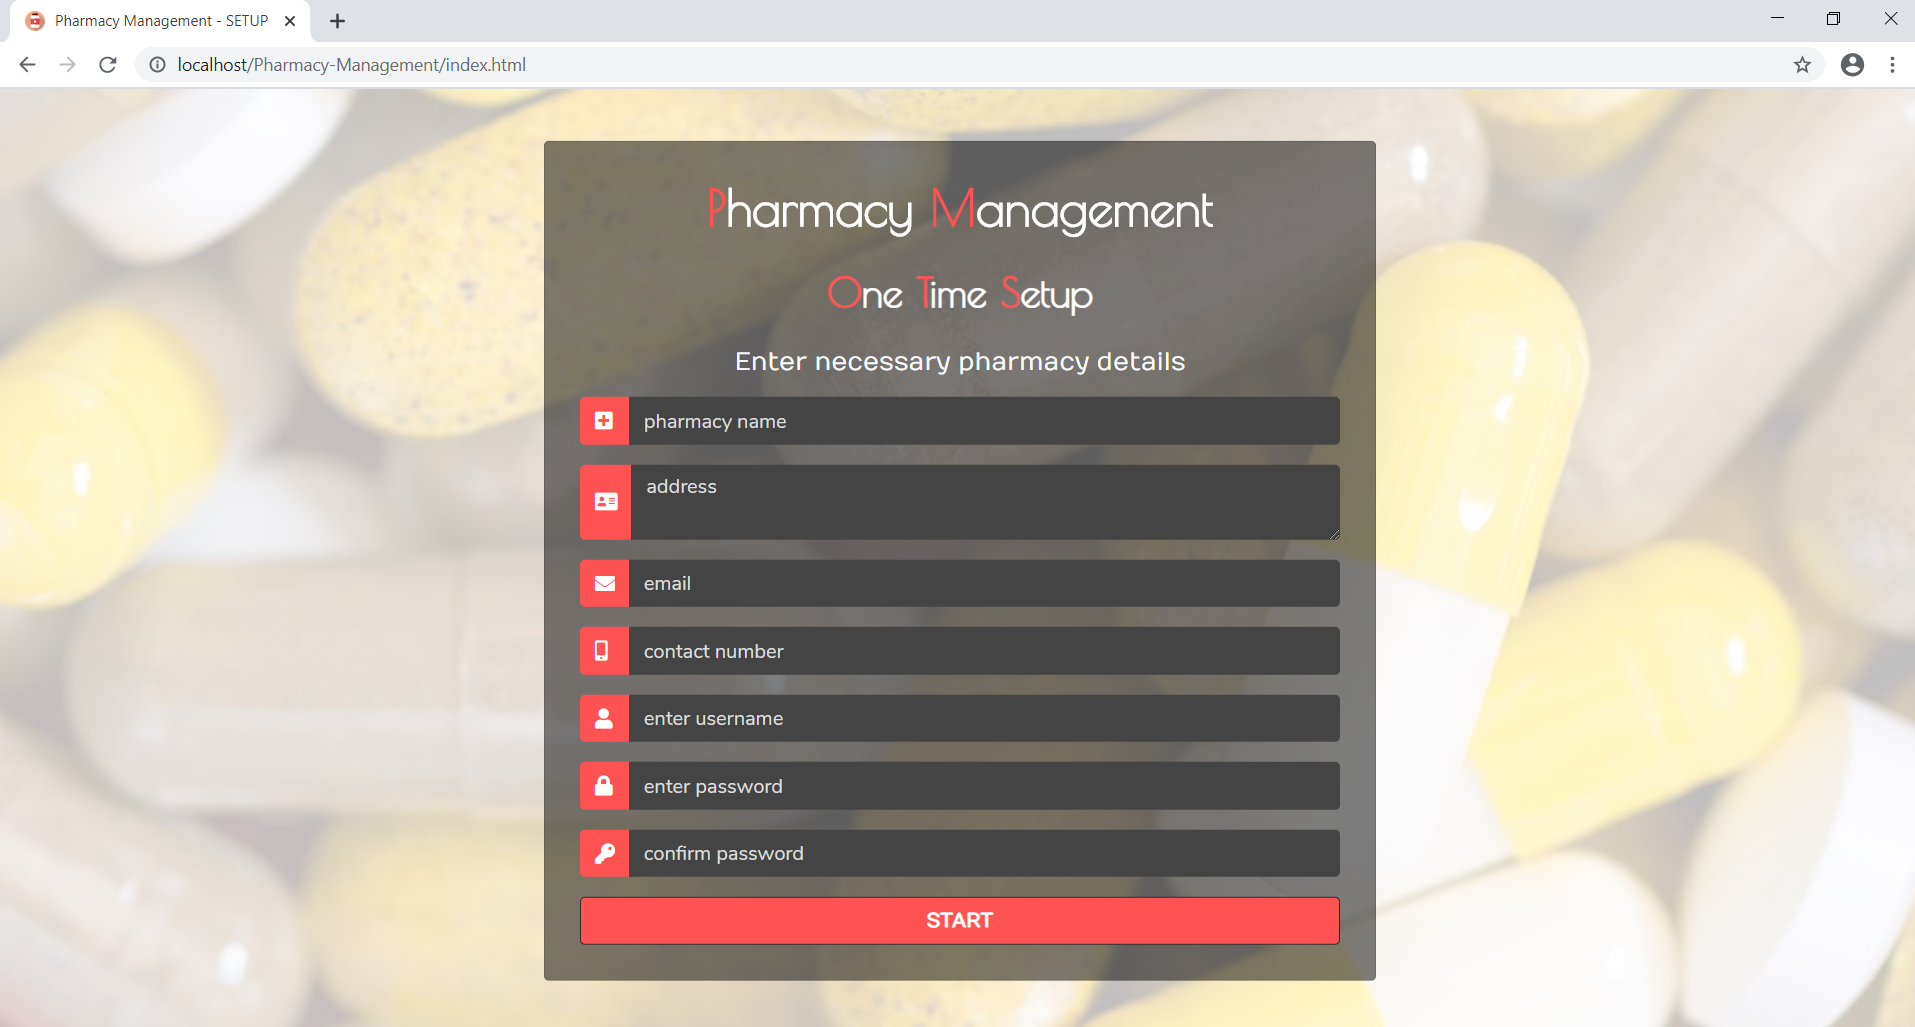 Pharmacy Management - SETUP
localhost/Pharmacy-Management/index.html
Pharmacy Management
One Time Setup
Enter necessary pharmacy details
pharmacy name
address
email
contact number
enter username
enter password
confirm password
START